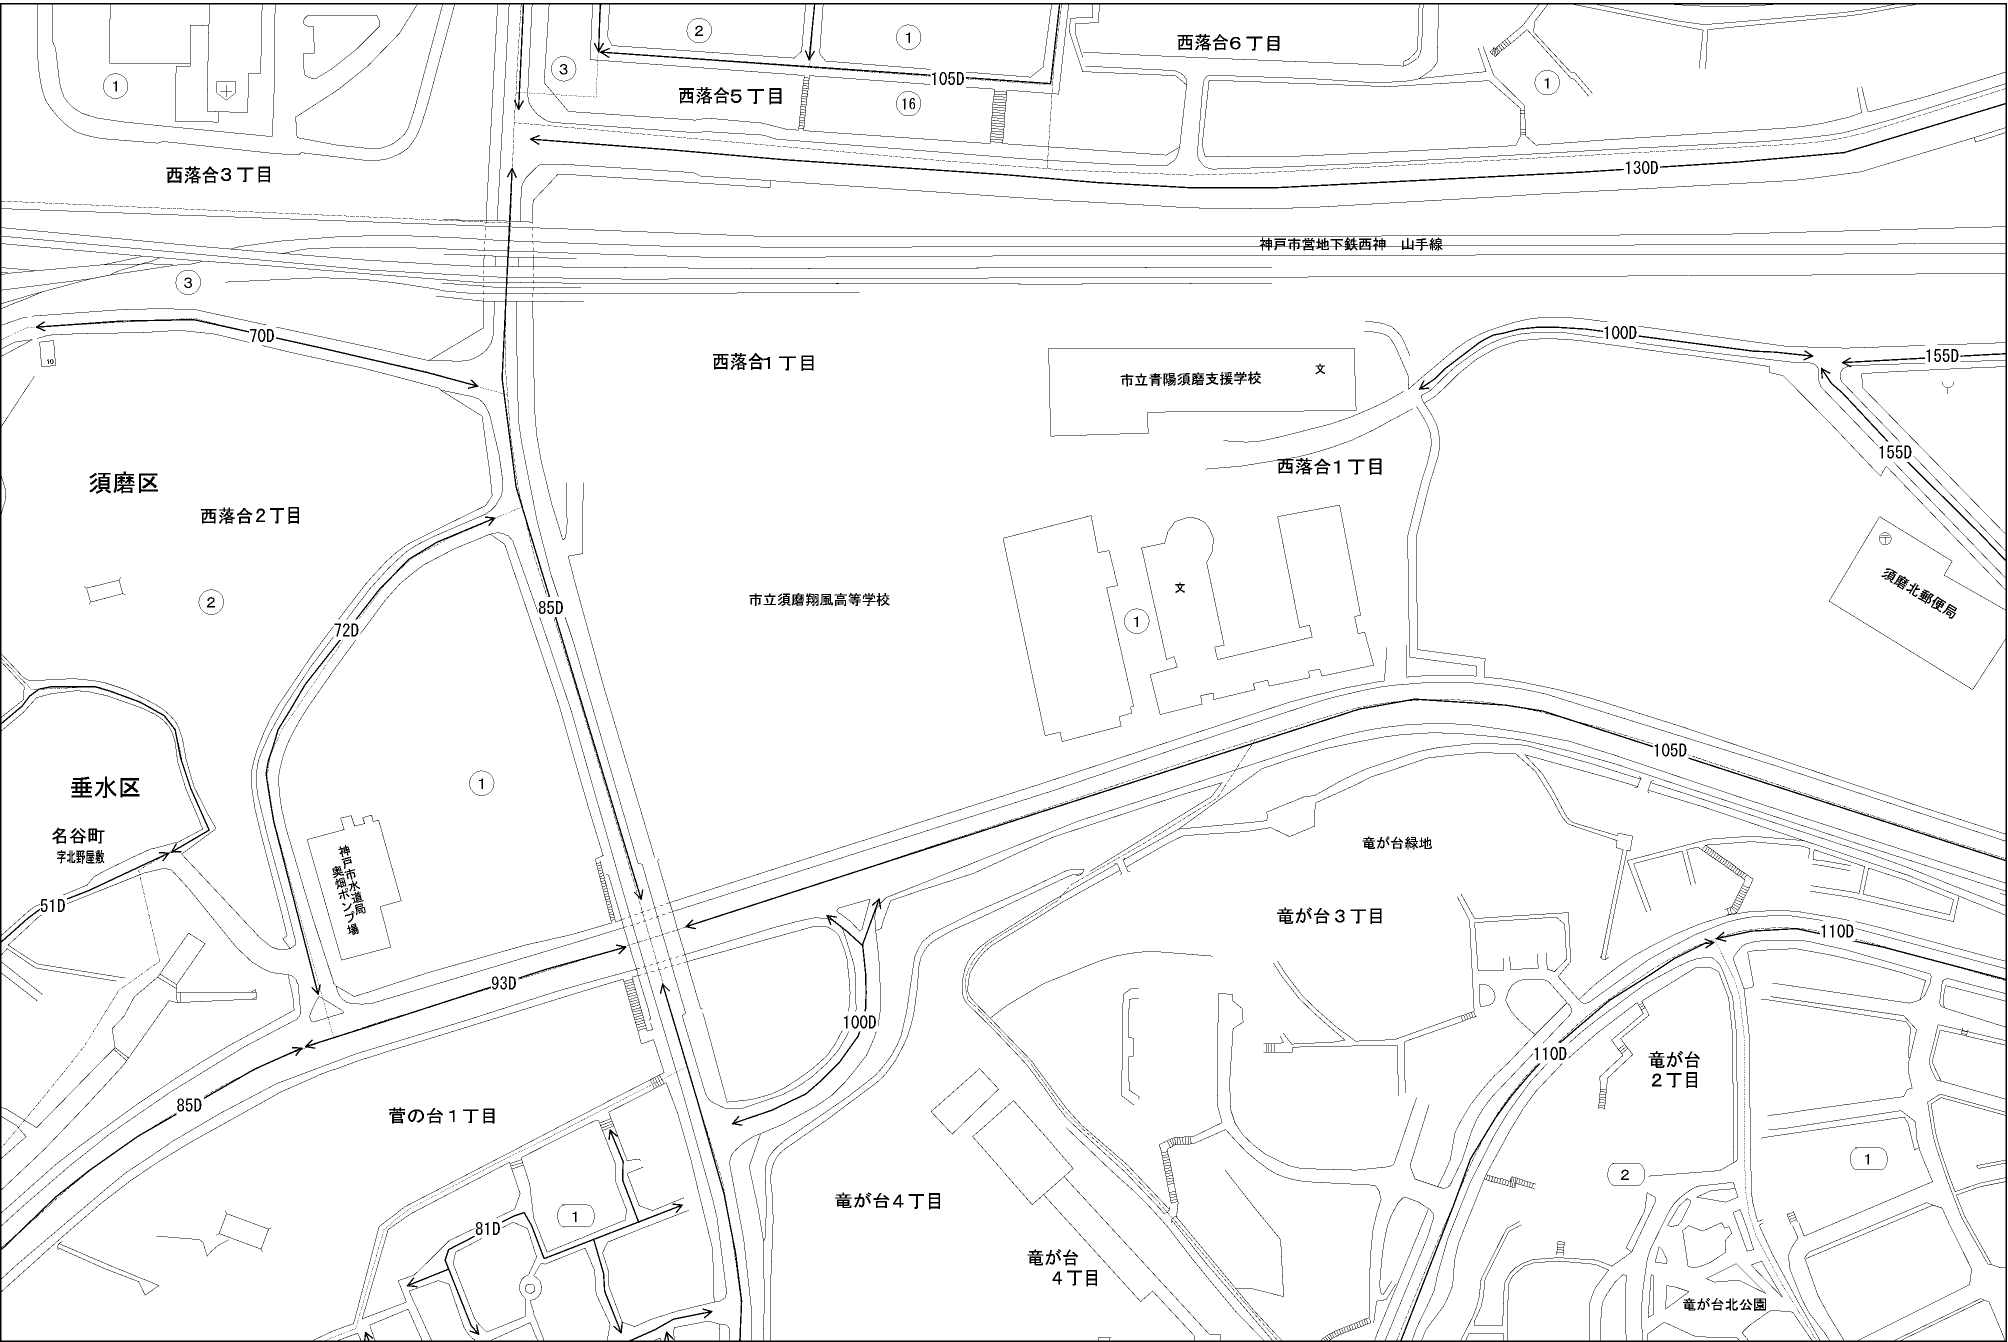 2
1
西落合6丁目
3
105D
1
1
西落合5丁目
16
130D
西落合3丁目
神戸市営地下鉄西神　山手線
3
70D
10
100D
155D
西落合1丁目
市立青陽須磨支援学校
文
155D
西落合1丁目
須磨区
西落合2丁目
2
85D
市立須磨翔風高等学校
文
1
須磨北郵便局
72D
105D
1
垂水区
名谷町
字北野屋敷
神戸市水道局
奥畑ポンプ場
竜が台緑地
51D
竜が台3丁目
110D
93D
100D
110D
竜が台
2丁目
85D
菅の台1丁目
2
1
竜が台4丁目
1
81D
竜が台
4丁目
竜が台北公園